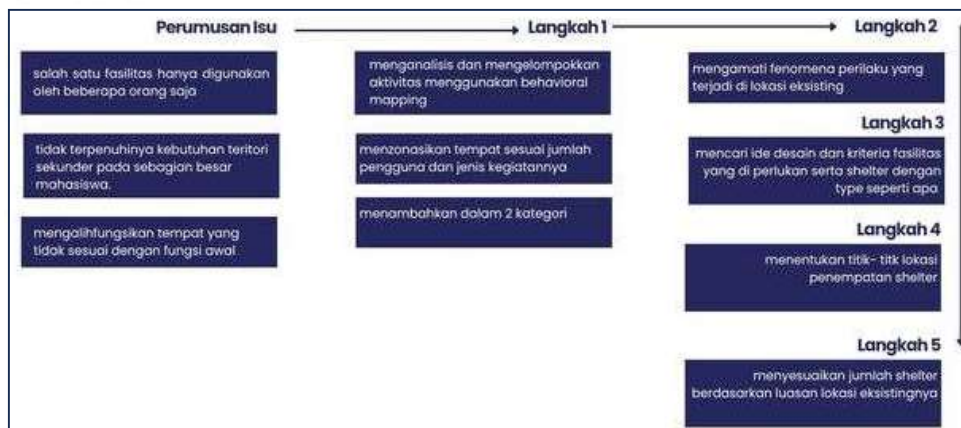 Perumusan Isu
salah satu fasilitas hanya digunakan
oleh beberapa orang saja
tidak terpenuhinya kebutuhan teritori
sekunder pada sebagian besar
mahasiswa.
mengalihfungsikan tempat yang
tidak sesuai dengan fungsi awal
Langkah 1
menganalisis dan mengelompokkan
aktivitas menggunakan behavioral
mapping
menzonasikan tempat sesuai jumlah
pengguna dan jenis kegiatannya
menambahkan dalam 2 kategori
Langkah 2
mengamati fenomena perilaku yang
terjadi di lokasi eksisting
Langkah 3
mencari ide desain dan kriteria fasilitas
yang di perlukan serta shelter dengan
type seperti apa
Langkah 4
menentukan titik- titk lokasi
penempatan shelter
Langkah 5
menyesuaikan jumlah shelter
berdasarkan luasan lokasi eksistingnya